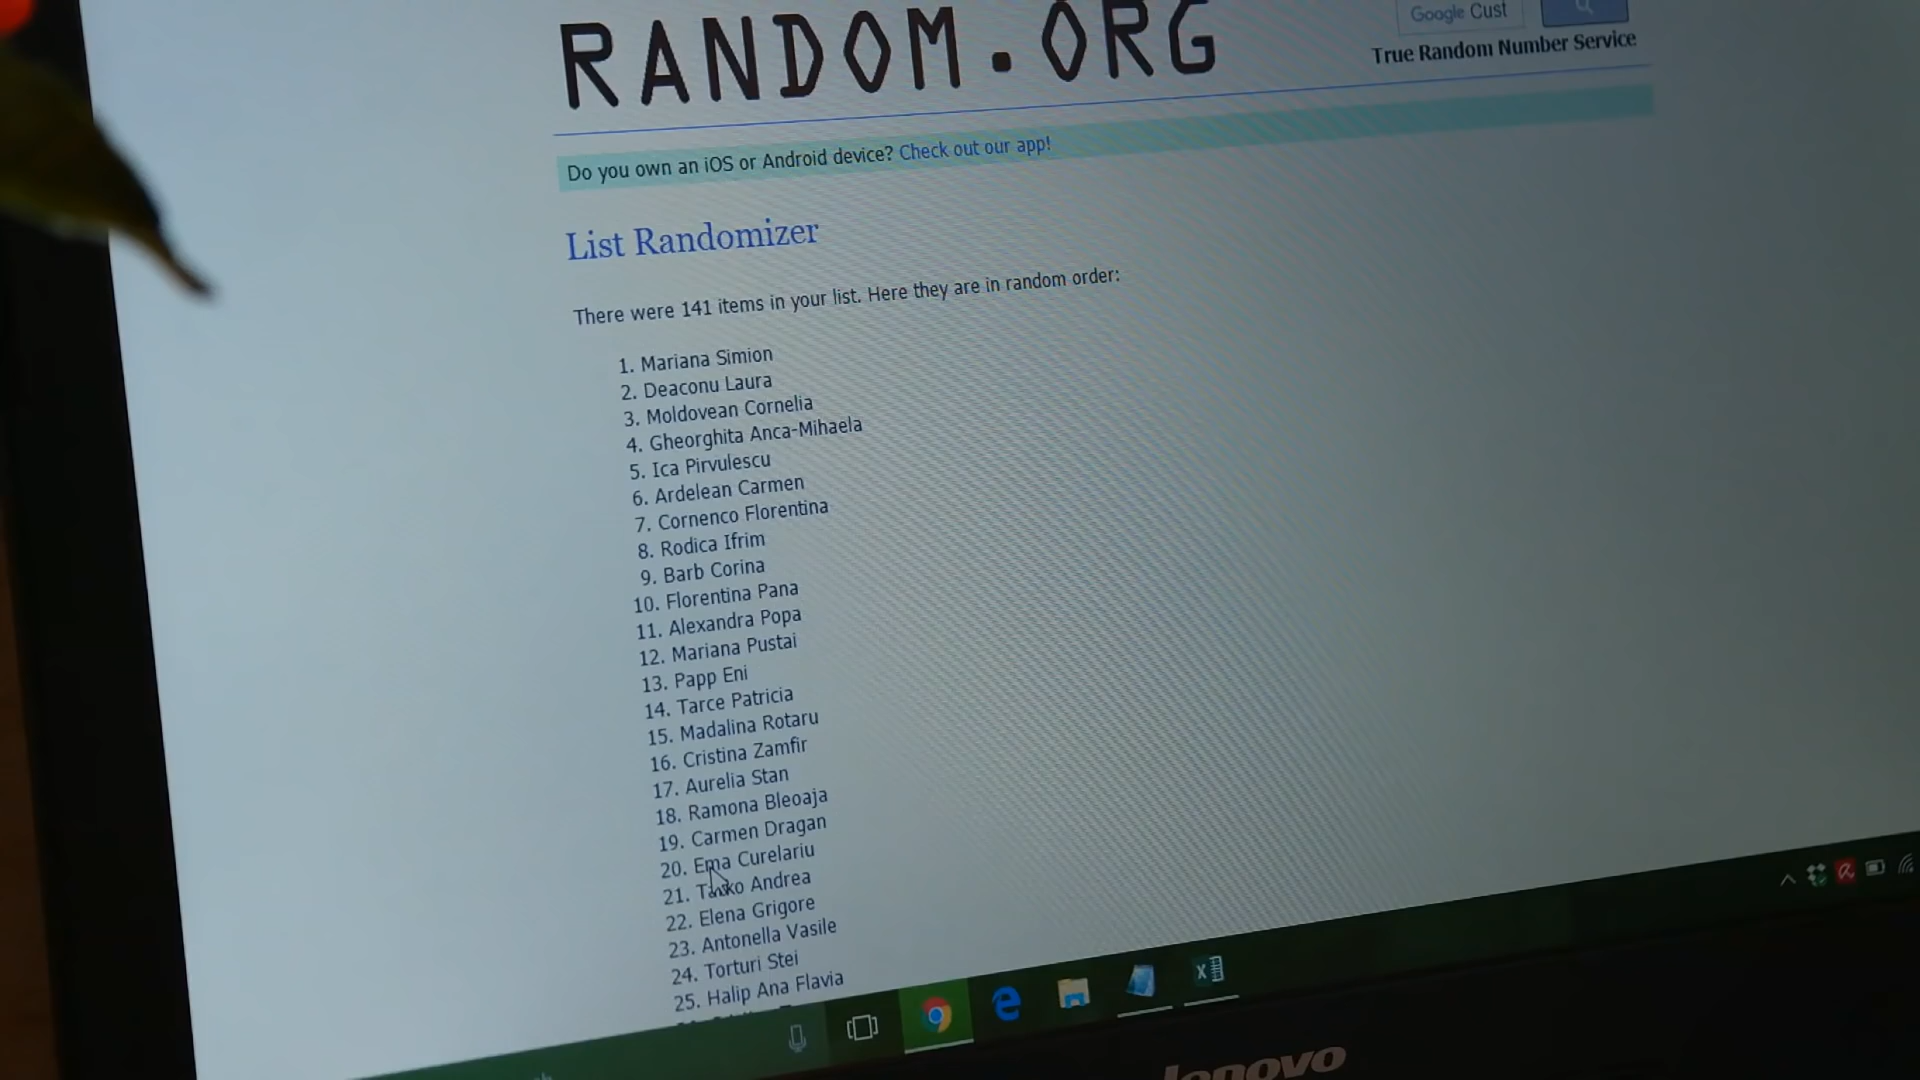 RANDOM.ORG
Google Cust
True Random Number Service
Do you own an iOS or Android device? Check out our app!
List Randomizer
There were 141 items in your list. Here they are in random order:
1. Mariana Simion
2. Deaconu Laura
3. Moldovean Cornelia
4. Gheorghita Anca-Mihaela
5. Ica Pirvulescu
6. Ardelean Carmen
7. Cornenco Florentina
8. Rodica Ifrim
9. Barb Corina
10. Florentina Pana
11. Alexandra Popa
12. Mariana Pustai
13. Papp Eni
14. Tarce Patricia
15. Madalina Rotaru
16. Cristina Zamfir
17. Aurelia Stan
18. Ramona Bleoaja
19. Carmen Dragan
20. Ema Curelariu
21. Andrea
22. Elena Grigore
23. Antonella Vasile
24. Torturi Stei
25. Halip Ana Flavia
lenovo